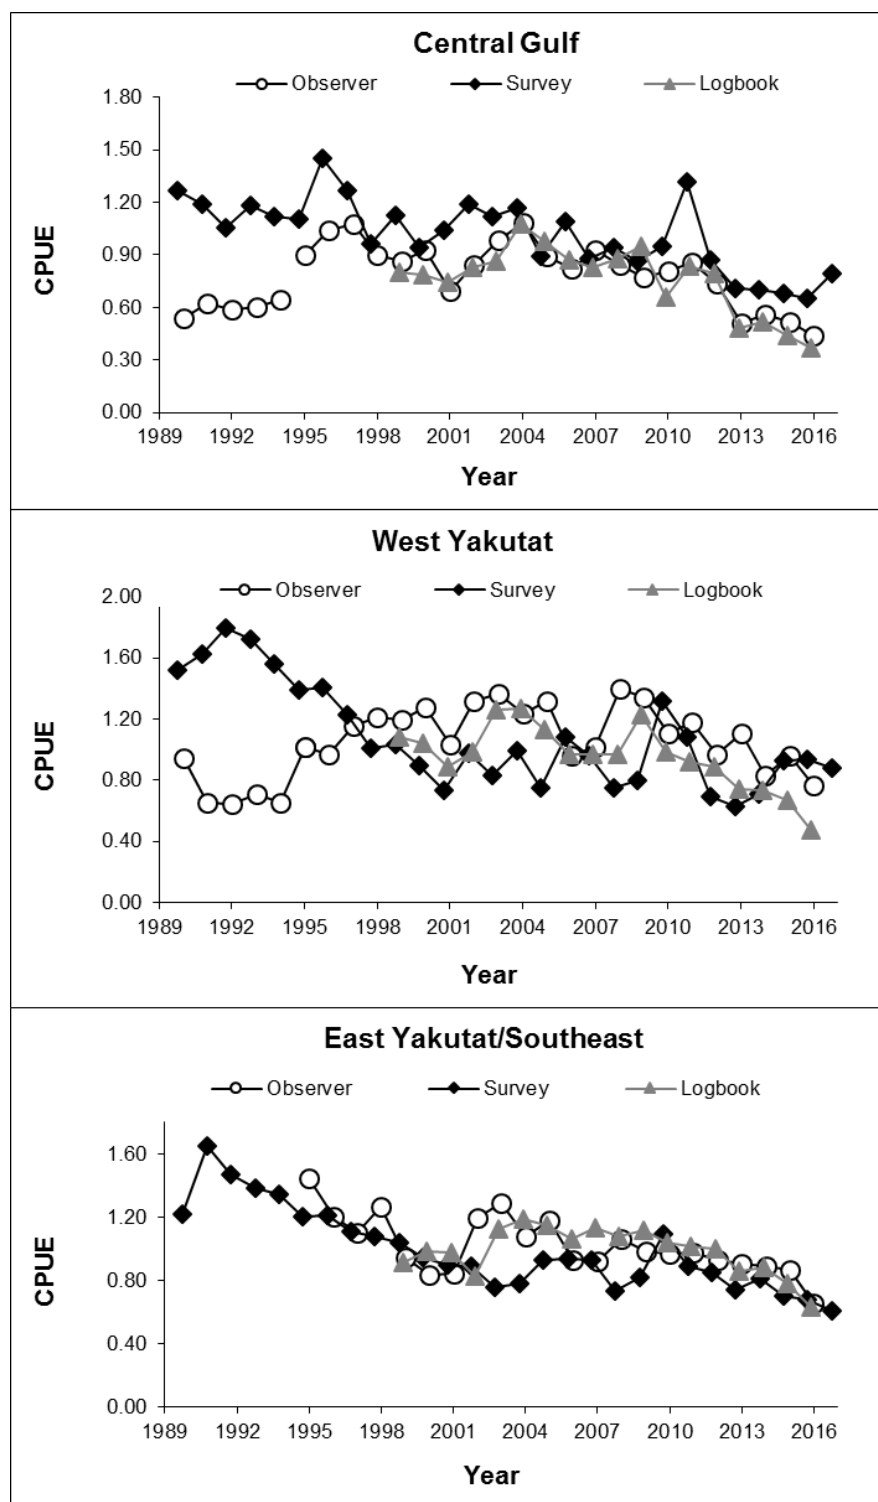 Central Gulf
Observer Survey Logbook
1.80
1.50
1.20
0.90
0.60
0.30
0.00
CPUE
1989 1992 1995 1998 2001 2004 2007 2010 2013 2016
Year
West Yakutat
Observer Survey Logbook
2.00
1.60
1.20
0.80
0.40
0.00
CPUE
1989 1992 1995 1998 2001 2004 2007 2010 2013 2016
Year
East Yakutat/Southeast
Observer Survey Logbook
1.60
1.20
0.80
0.40
0.00
CPUE
1989 1992 1995 1998 2001 2004 2007 2010 2013 2016
Year